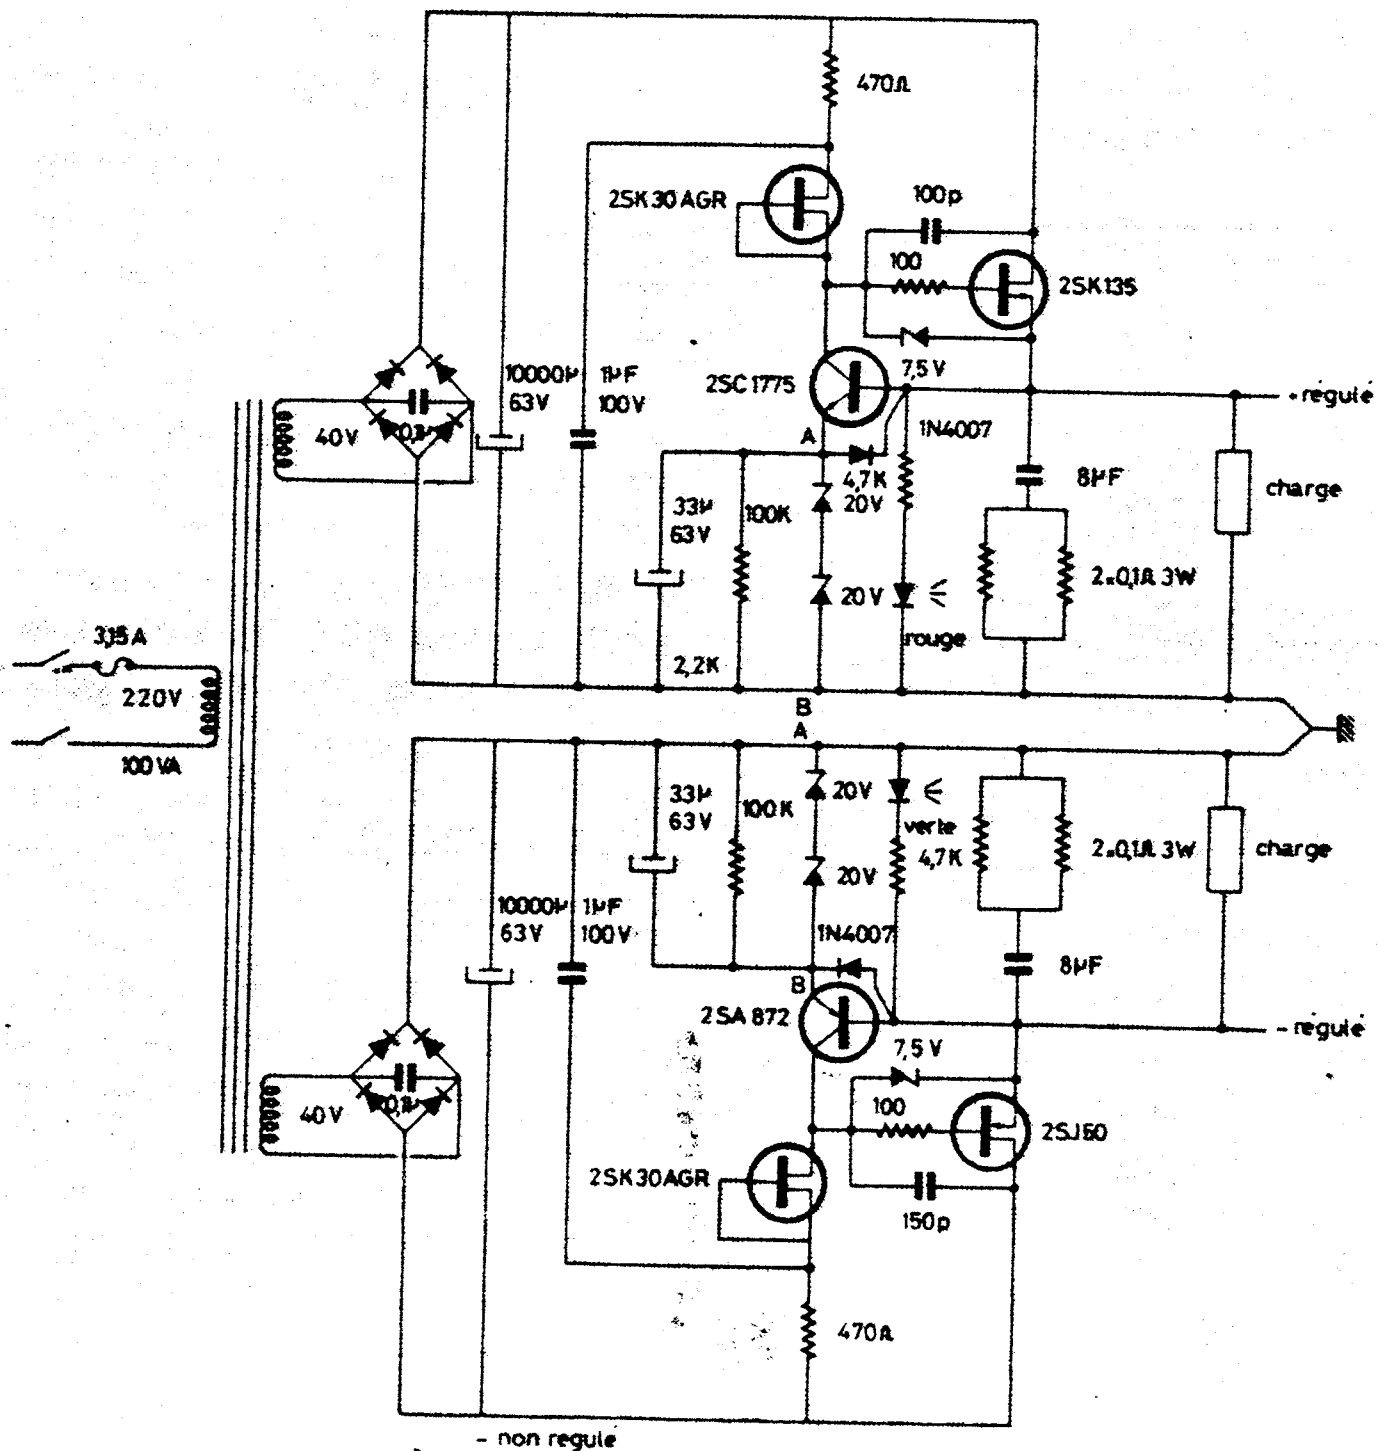 470Ω
2SK30AGR
100p
100
2SK135
7,5V
2SC1775
10000µ
63V
1µF
100V
+régulé
1N4007
A
40V
0,1µ
4,7K
20V
8µF
charge
33µ
63V
100K
2×0,1Ω 3W
20V
rouge
3,15A
2,2K
220V
B
A
100VA
33µ
63V
100K
20V
verte
4,7K
2×0,1Ω 3W
charge
20V
10000µ
63V
1µF
100V
1N4007
8µF
B
2SA872
- régulé
7,5V
40V
0,1µ
100
2SJ50
2SK30AGR
150p
470Ω
- non regulé